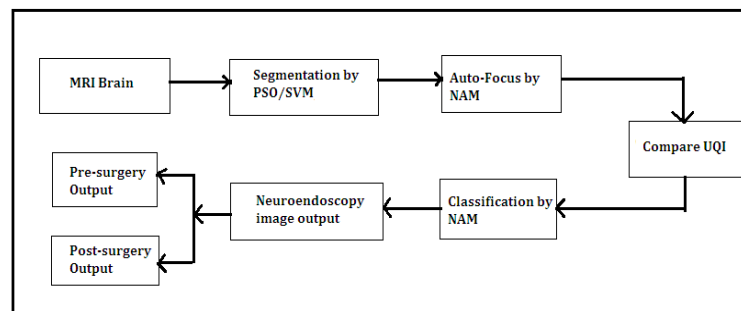 MRI Brain
Segmentation by
PSO/SVM
Auto-Focus by
NAM
Compare UQI
Classification by
NAM
Neuroendoscopy
image output
Pre-surgery
Output
Post-surgery
Output